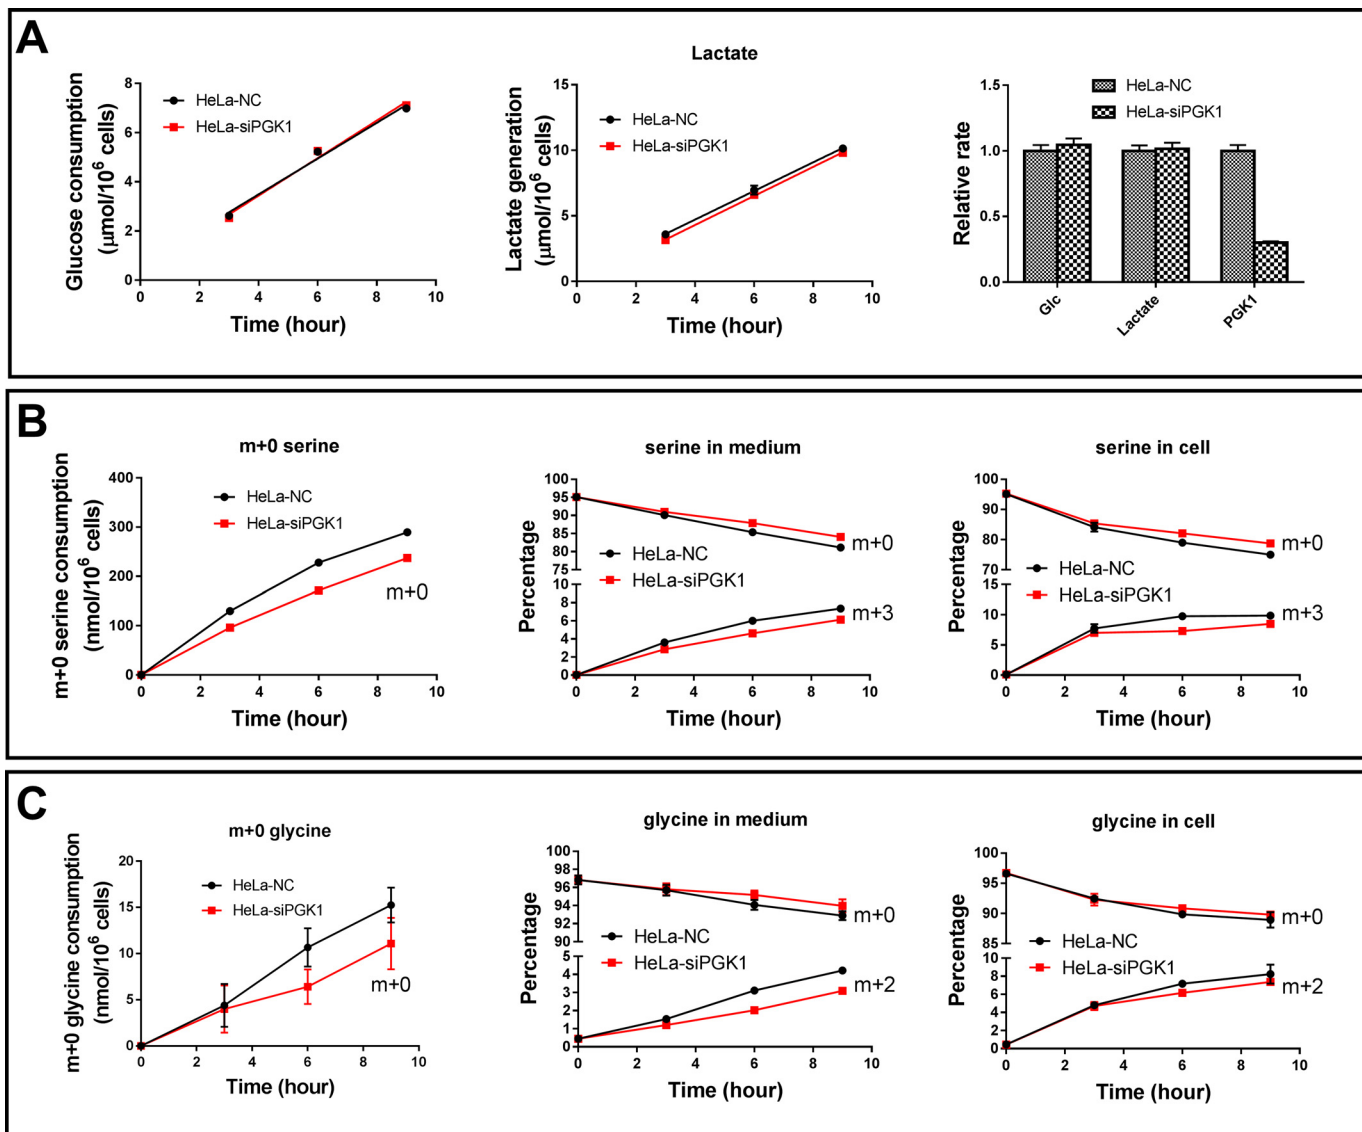 A
Glucose consumption
(μmol/10⁶ cells)
8
6
4
2
0
HeLa-NC
HeLa-siPGK1
0 2 4 6 8 10
Time (hour)
Lactate
Lactate generation
(μmol/10⁶ cells)
15
10
5
0
HeLa-NC
HeLa-siPGK1
0 2 4 6 8 10
Time (hour)
Relative rate
1.5
1.0
0.5
0.0
HeLa-NC
HeLa-siPGK1
Glc
Lactate
PGK1
B
m+0 serine
m+0 serine consumption
(nmol/10⁶ cells)
400
300
200
100
0
HeLa-NC
HeLa-siPGK1
m+0
0 2 4 6 8 10
Time (hour)
serine in medium
Percentage
100
95
90
85
80
75
10
8
6
4
2
0
m+0
HeLa-NC
HeLa-siPGK1
m+3
0 2 4 6 8 10
Time (hour)
serine in cell
Percentage
100
90
80
70
15
10
5
0
m+0
HeLa-NC
HeLa-siPGK1
m+3
0 2 4 6 8 10
Time (hour)
C
m+0 glycine
m+0 glycine consumption
(nmol/10⁶ cells)
20
15
10
5
0
HeLa-NC
HeLa-siPGK1
m+0
0 2 4 6 8 10
Time (hour)
glycine in medium
Percentage
100
98
96
94
92
90
5
4
3
2
1
0
m+0
HeLa-NC
HeLa-siPGK1
m+2
0 2 4 6 8 10
Time (hour)
glycine in cell
Percentage
100
95
90
85
10
8
6
4
2
0
m+0
HeLa-NC
HeLa-siPGK1
m+2
0 2 4 6 8 10
Time (hour)